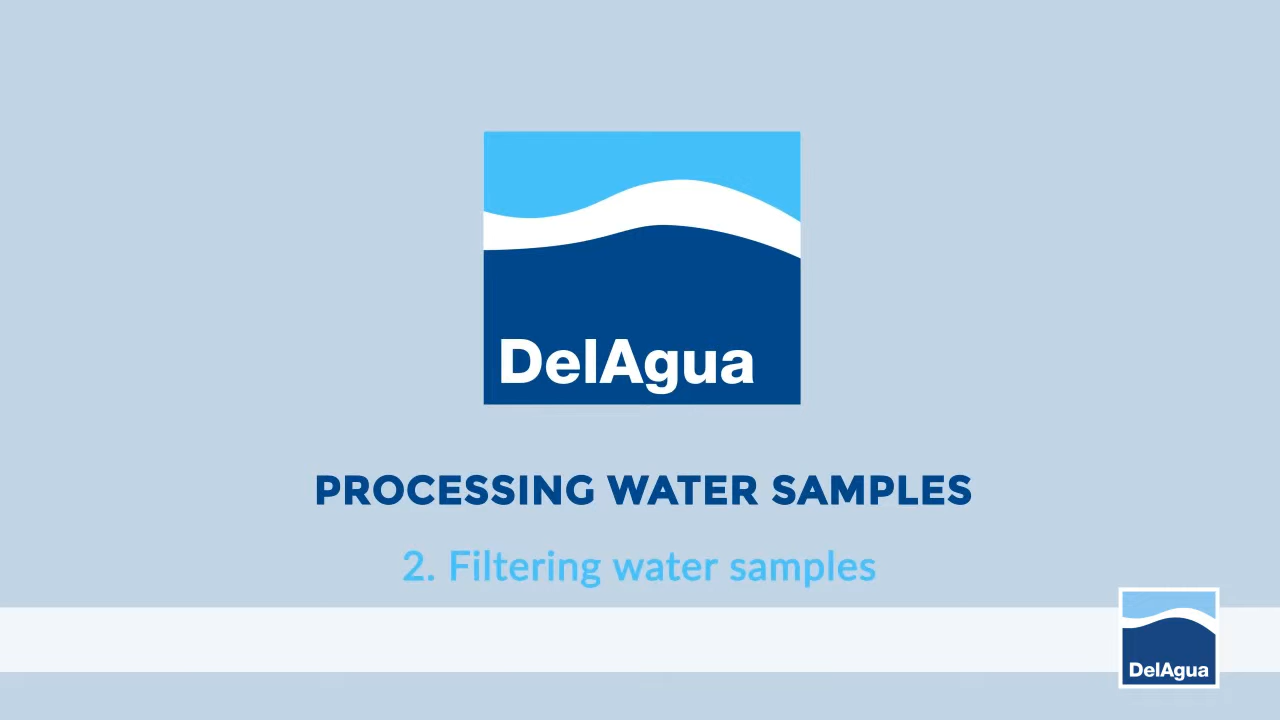 DelAgua
PROCESSING WATER SAMPLES
2. Filtering water samples
DelAgua